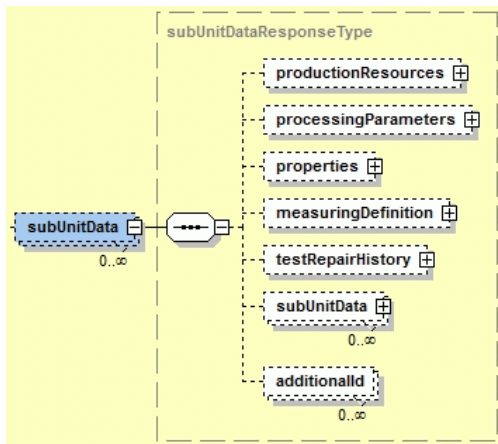 subUnitDataResponseType
productionResources
processingParameters
properties
measuringDefinition
subUnitData
0..∞
testRepairHistory
subUnitData
0..∞
additionalId
0..∞